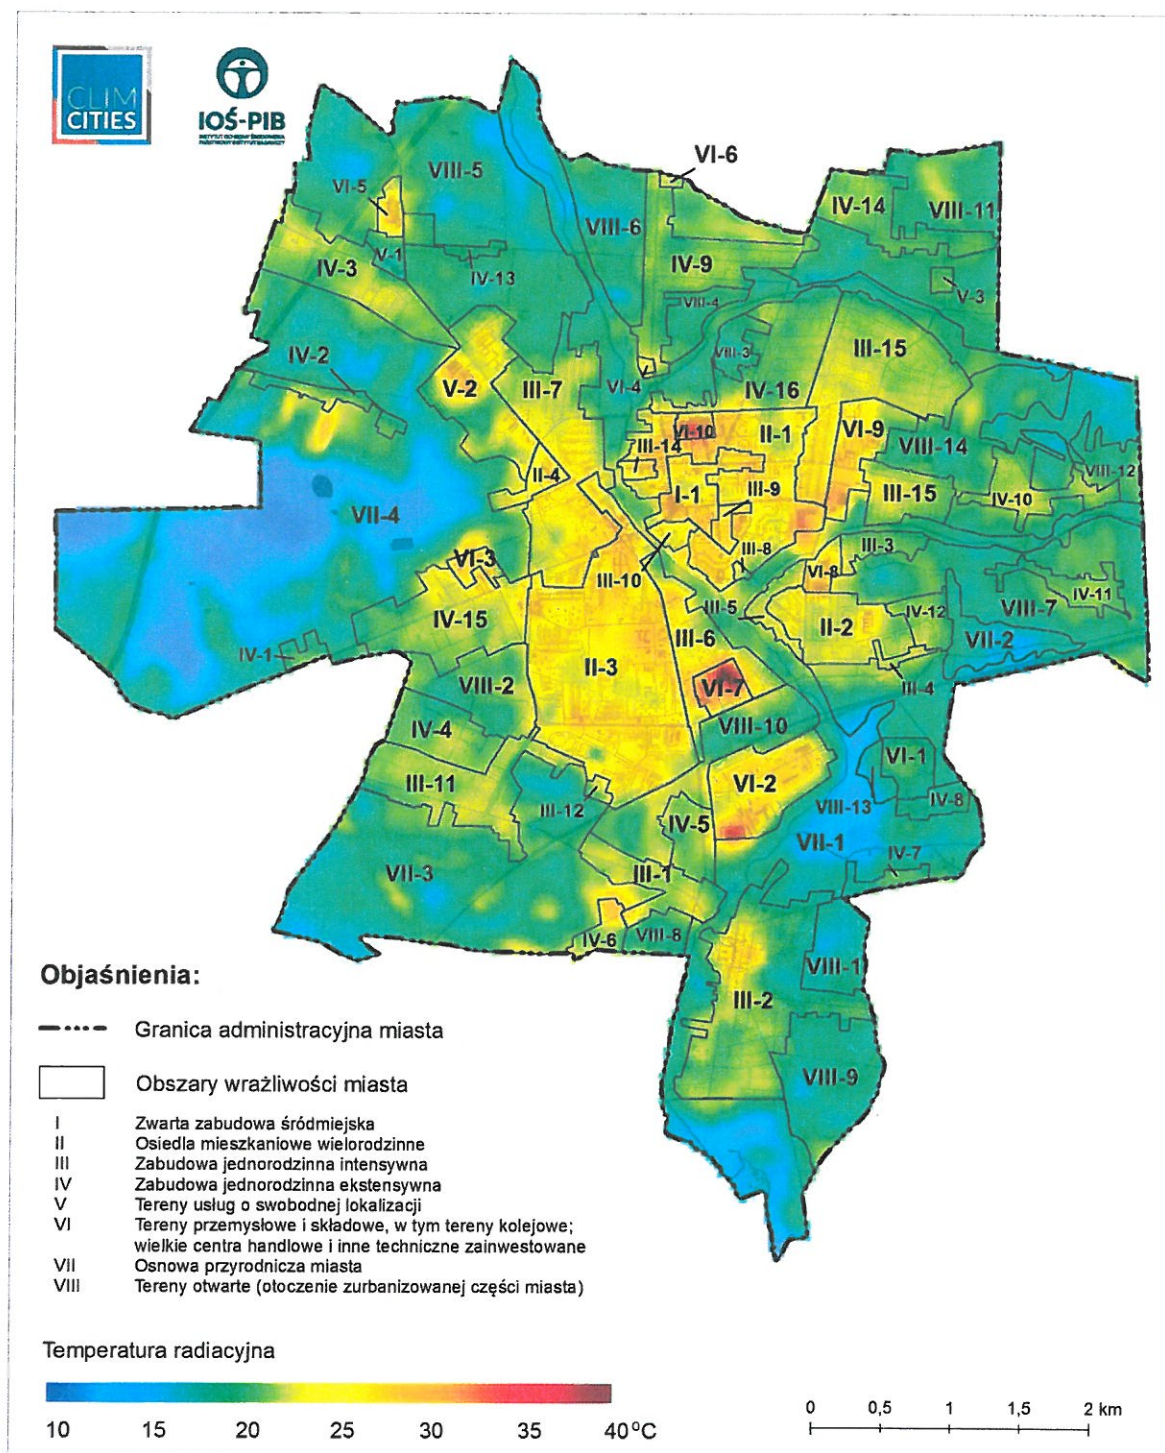 CLIM
CITIES
IOŚ-PIB
INSTYTUT OCHRONY ŚRODOWISKA
PAŃSTWOWY INSTYTUT BADAWCZY
VI-6
VIII-5
VI-5
IV-14
VIII-11
VIII-6
V-1
IV-3
IV-13
IV-9
V-3
VIII-4
IV-2
VIII-3
III-15
V-2
III-7
VI-4
IV-16
VI-10
II-1
VI-9
III-14
VIII-14
II-4
VIII-12
I-1
III-9
III-15
IV-10
VII-4
VI-3
III-10
III-8
III-3
VI-8
IV-15
III-5
IV-12
VIII-7
IV-11
III-6
II-2
VII-2
IV-1
II-3
VIII-2
VI-7
III-4
IV-4
VIII-10
VI-1
III-11
VI-2
III-12
VIII-13
IV-8
IV-5
VII-1
IV-7
VII-3
III-1
IV-6
VIII-8
VIII-1
III-2
VIII-9
Objaśnienia:
Granica administracyjna miasta
Obszary wrażliwości miasta
I Zwarta zabudowa śródmiejska
II Osiedla mieszkaniowe wielorodzinne
III Zabudowa jednorodzinna intensywna
IV Zabudowa jednorodzinna ekstensywna
V Tereny usług o swobodnej lokalizacji
VI Tereny przemysłowe i składowe, w tym tereny kolejowe;
wielkie centra handlowe i inne techniczne zainwestowane
VII Osnowa przyrodnicza miasta
VIII Tereny otwarte (otoczenie zurbanizowanej części miasta)
Temperatura radiacyjna
10 15 20 25 30 35 40°C
0 0,5 1 1,5 2 km